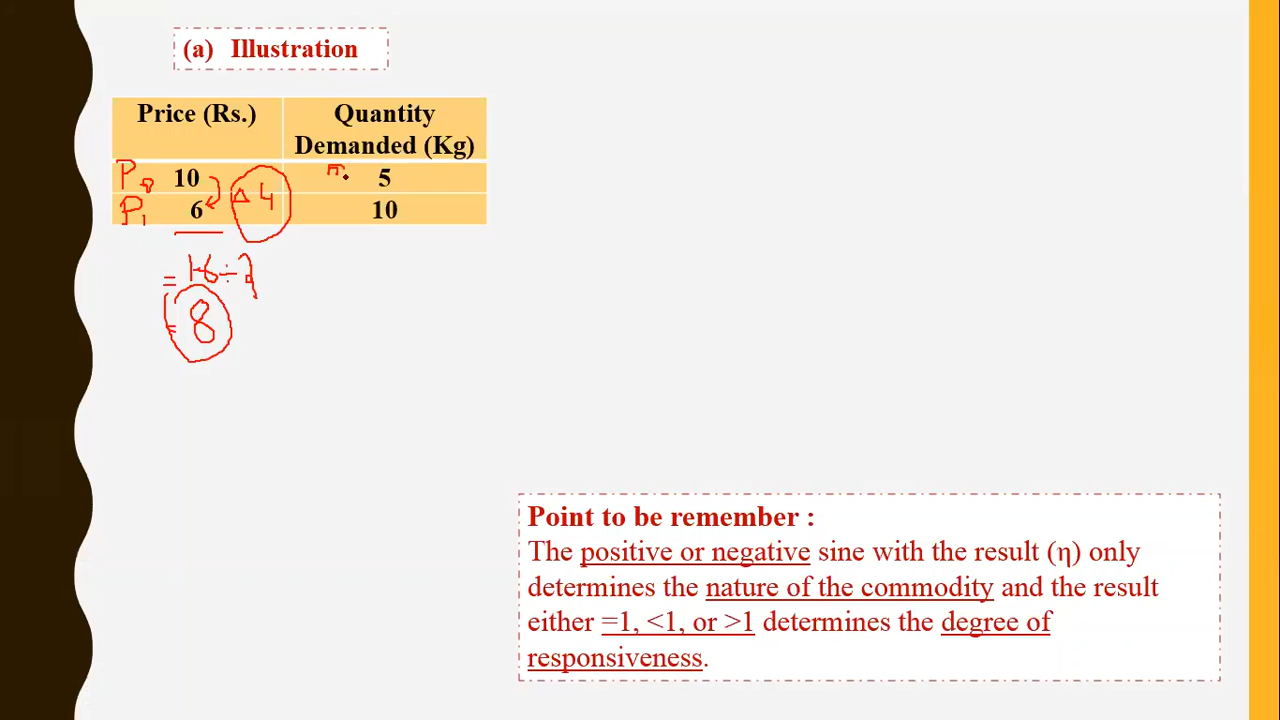 (a) Illustration
Price (Rs.) Quantity Demanded (Kg)
P₀ 10 Δ 4 5
P₁ 6 10
= 16 ÷ 2
= 8
Point to be remember :
The positive or negative sine with the result (η) only
determines the nature of the commodity and the result
either =1, <1, or >1 determines the degree of
responsiveness.